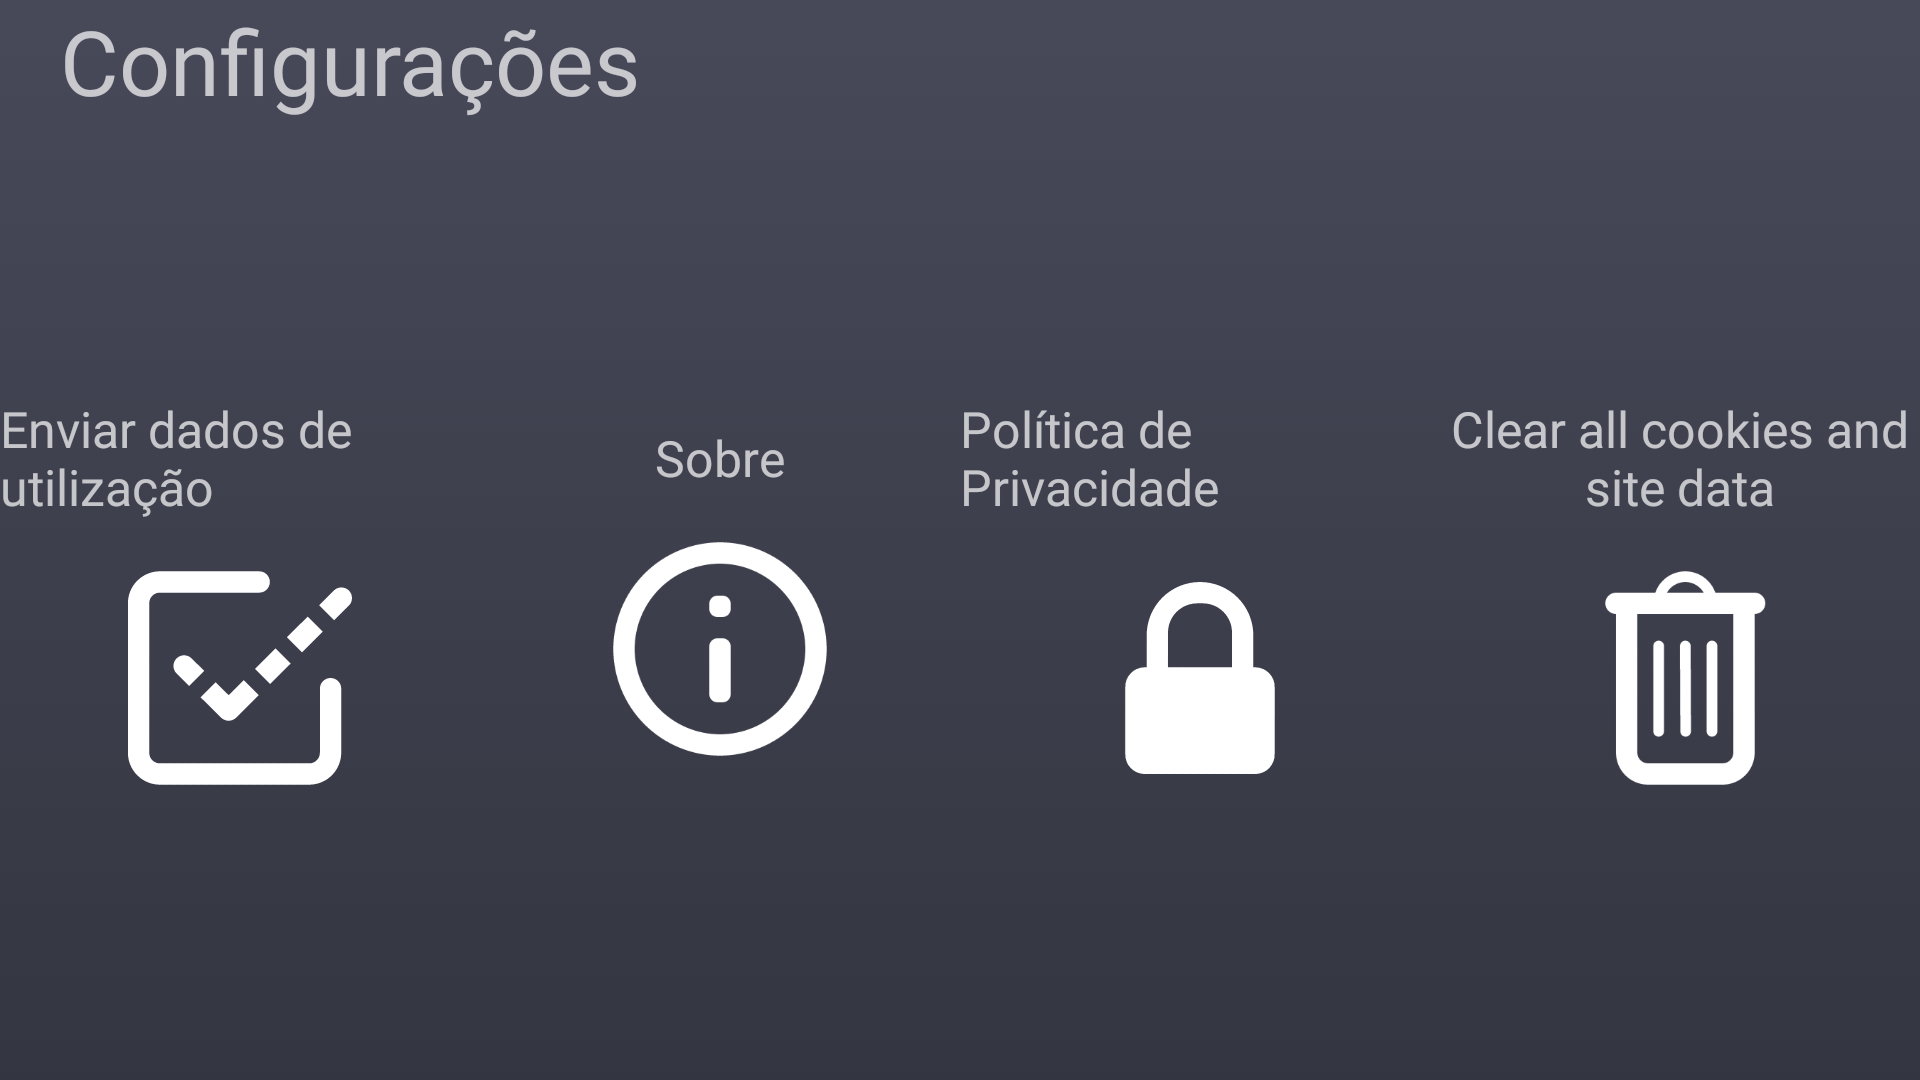 Configurações
Enviar dados de
utilização
Sobre
Política de
Privacidade
Clear all cookies and
site data